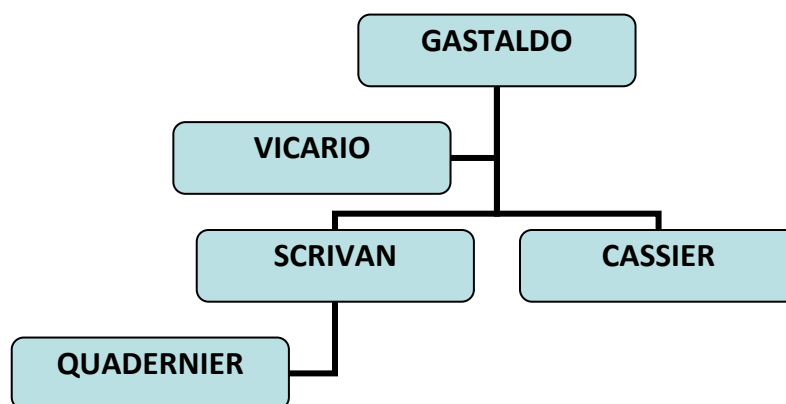 GASTALDO
VICARIO
SCRIVAN
CASSIER
QUADERNIER